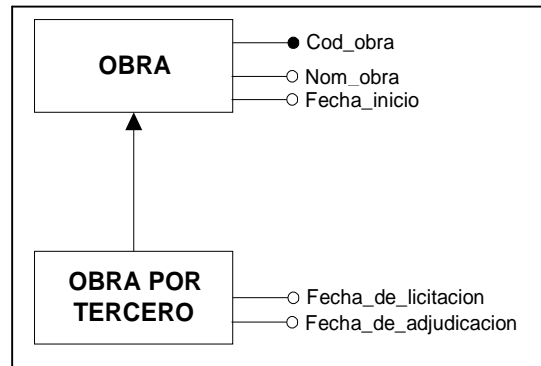 OBRA
Cod_obra
Nom_obra
Fecha_inicio
OBRA POR
TERCERO
Fecha_de_licitacion
Fecha_de_adjudicacion